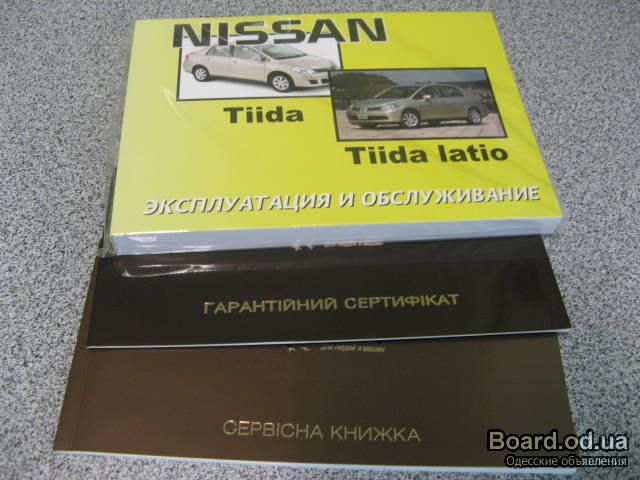 NISSAN
Tiida
Tiida latio
ЭКСПЛУАТАЦИЯ И ОБСЛУЖИВАНИЕ
ГАРАНТІЙНИЙ СЕРТИФІКАТ
СЕРВІСНА КНИЖКА
Board.od.ua
Одесские объявления